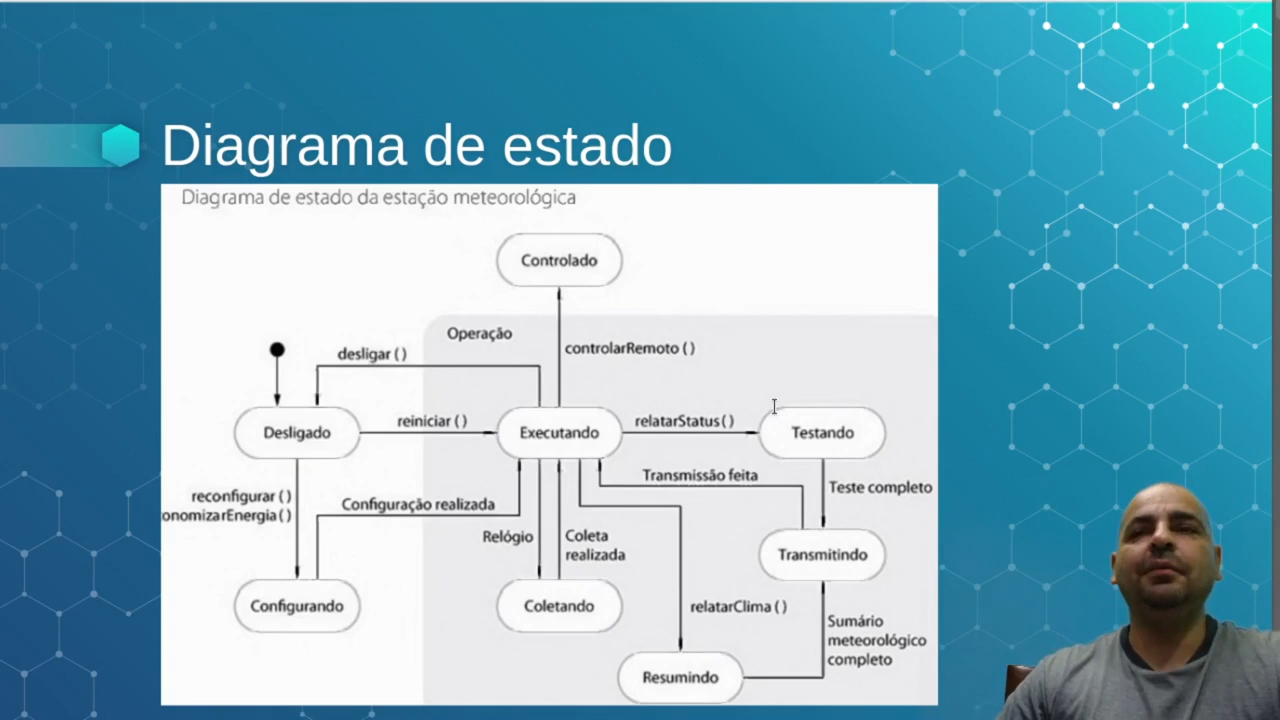 Diagrama de estado
Diagrama de estado da estação meteorológica
Controlado
Operação
desligar ( )
controlarRemoto ( )
reiniciar ( )
relatarStatus ( )
Desligado
Executando
Testando
Transmissão feita
Teste completo
reconfigurar ( )
onomizarEnergia ( )
Configuração realizada
Relógio
Coleta
realizada
Transmitindo
Configurando
Coletando
relatarClima ( )
Sumário
meteorológico
completo
Resumindo